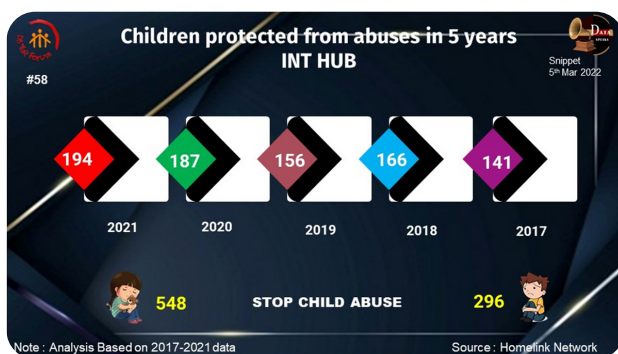 Children protected from abuses in 5 years
INT HUB
#58
DATA
Snippet
5th Mar 2022
194
187
156
166
141
2021
2020
2019
2018
2017
548
STOP CHILD ABUSE
296
Note : Analysis Based on 2017-2021 data
Source : Homelink Network